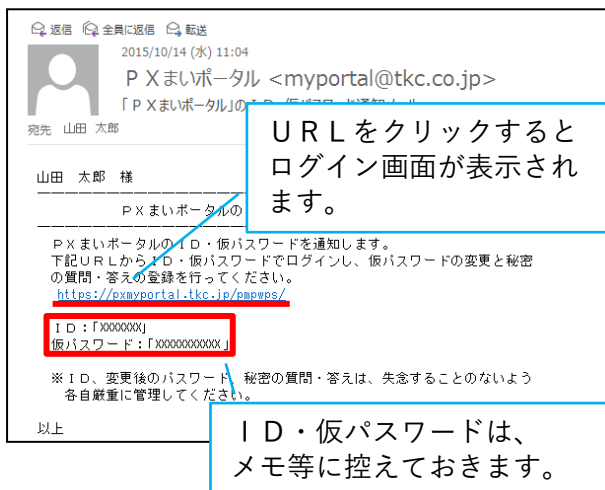 返信 全員に返信 転送
2015/10/14 (水) 11:04
ＰＸまいポータル <myportal@tkc.co.jp>
「ＰＸまいポータル」の
宛先 山田 太郎
ＵＲＬをクリックすると
ログイン画面が表示され
ます。
山田 太郎 様
ＰＸまいポータルの
ＰＸまいポータルのＩＤ・仮パスワードを通知します。
下記ＵＲＬからＩＤ・仮パスワードでログインし、仮パスワードの変更と秘密
の質問・答えの登録を行ってください。
https://pxmyportal.tkc.jp/pmpwps/
ＩＤ：「XXXXXXX」
仮パスワード：「XXXXXXXXXXX」
※ＩＤ、変更後のパスワード、秘密の質問・答えは、失念することのないよう
各自厳重に管理してください。
以上
ＩＤ・仮パスワードは、
メモ等に控えておきます。